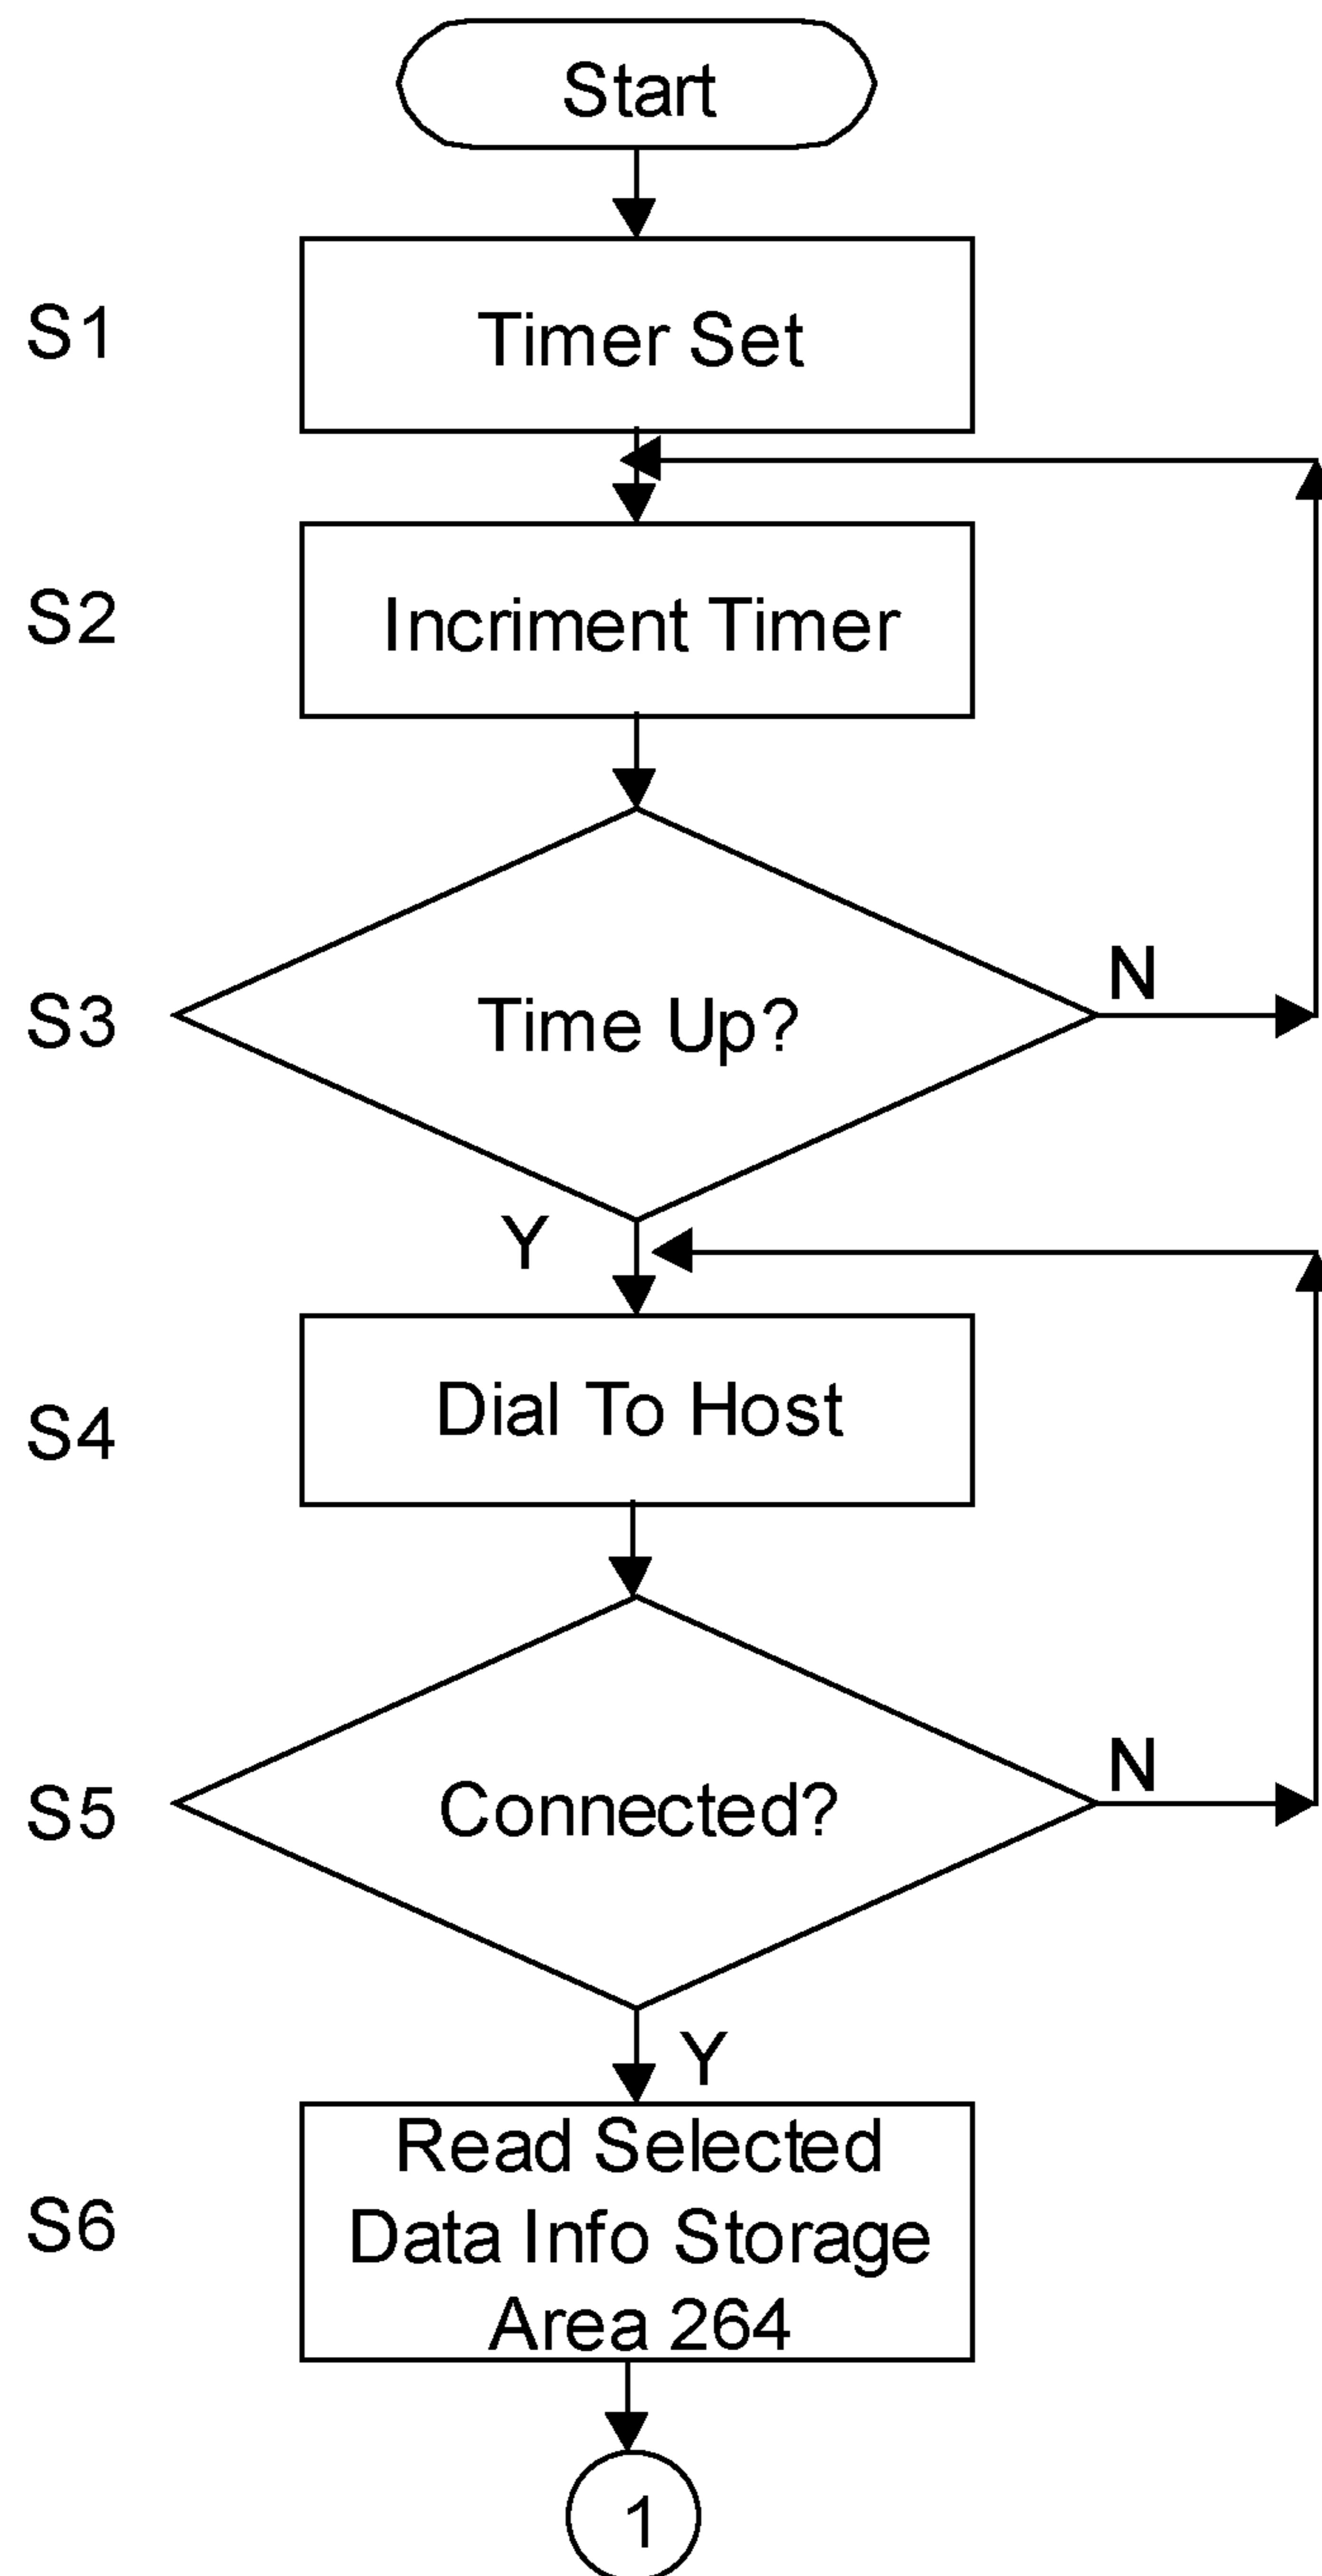 Start
S1
Timer Set
S2
Incriment Timer
S3
Time Up?
N
Y
S4
Dial To Host
S5
Connected?
N
Y
S6
Read Selected
Data Info Storage
Area 264
1